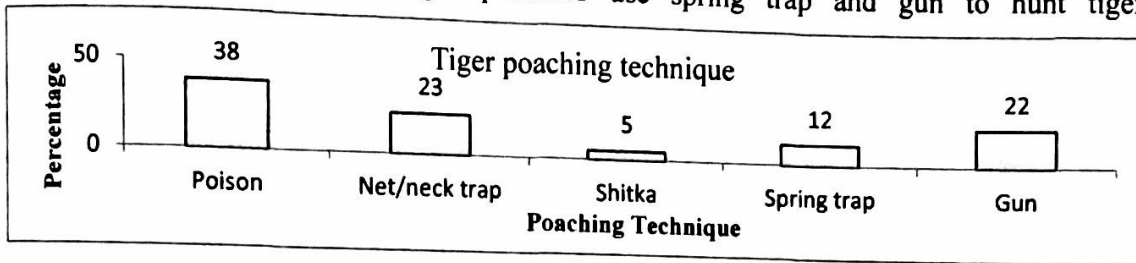 use spring trap and gun to hunt tiger
Tiger poaching technique
Percentage
50
0
38
23
5
12
22
Poison
Net/neck trap
Shitka
Spring trap
Gun
Poaching Technique